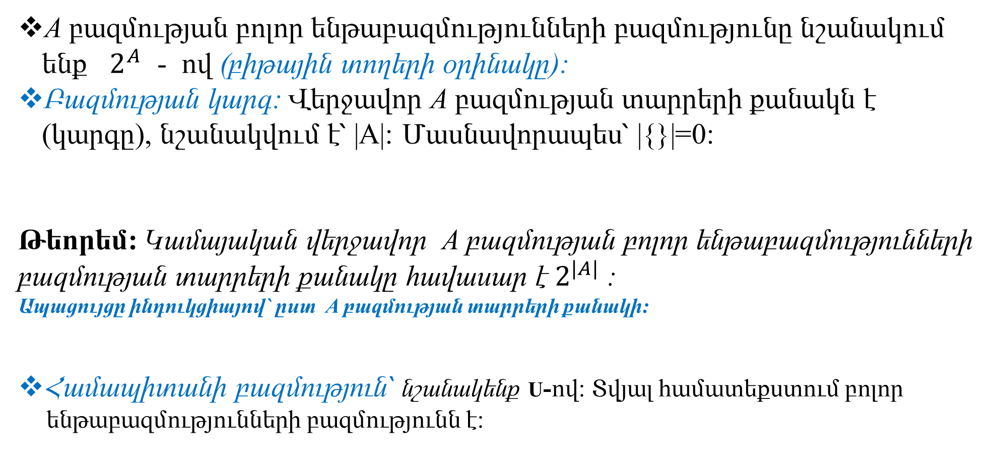 ❖A բազմության բոլոր ենթաբազմությունների բազմությունը նշանակում
ենք 2^A - ով (բիթային տողերի օրինակը)։
❖Բազմության կարգ։ Վերջավոր A բազմության տարրերի քանակն է
(կարգը), նշանակվում է՝ |A|։ Մասնավորապես՝ |{}|=0։
Թեորեմ։ Կամայական վերջավոր A բազմության բոլոր ենթաբազմությունների
բազմության տարրերի քանակը հավասար է 2^|A| ։
Ապացույցը ինդուկցիայով՝ ըստ A բազմության տարրերի քանակի։
❖Համապիտանի բազմություն՝ նշանակենք U-ով։ Տվյալ համատեքստում բոլոր
ենթաբազմությունների բազմությունն է։